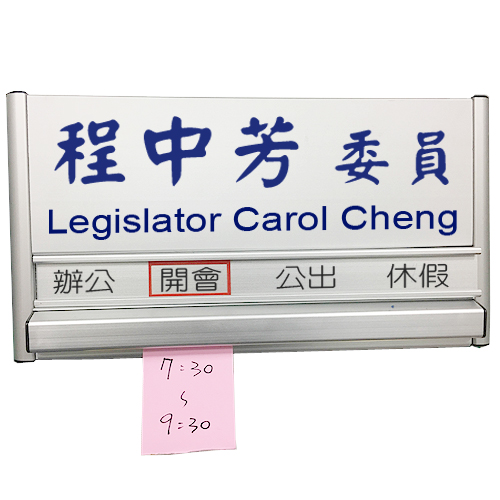 程中芳 委員
Legislator Carol Cheng
辦公 開會 公出 休假
7:30
~
9:30